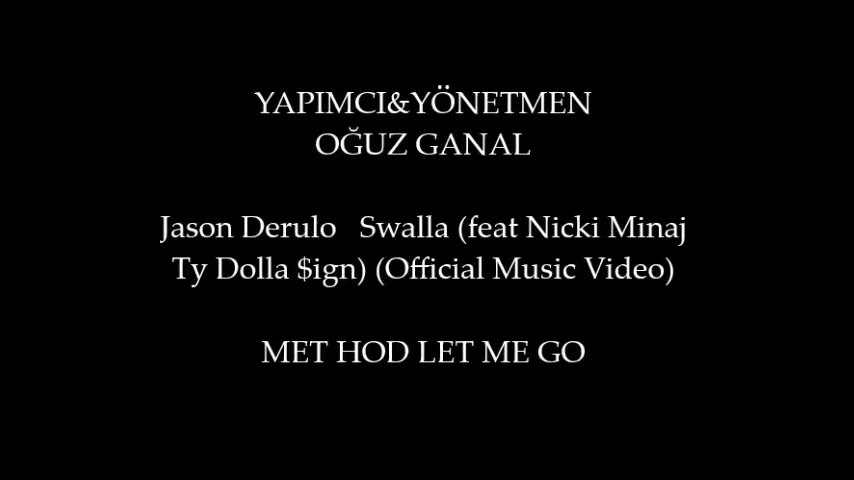 YAPIMCI&YÖNETMEN
OĞUZ GANAL
Jason Derulo   Swalla (feat Nicki Minaj
Ty Dolla $ign) (Official Music Video)
MET HOD LET ME GO